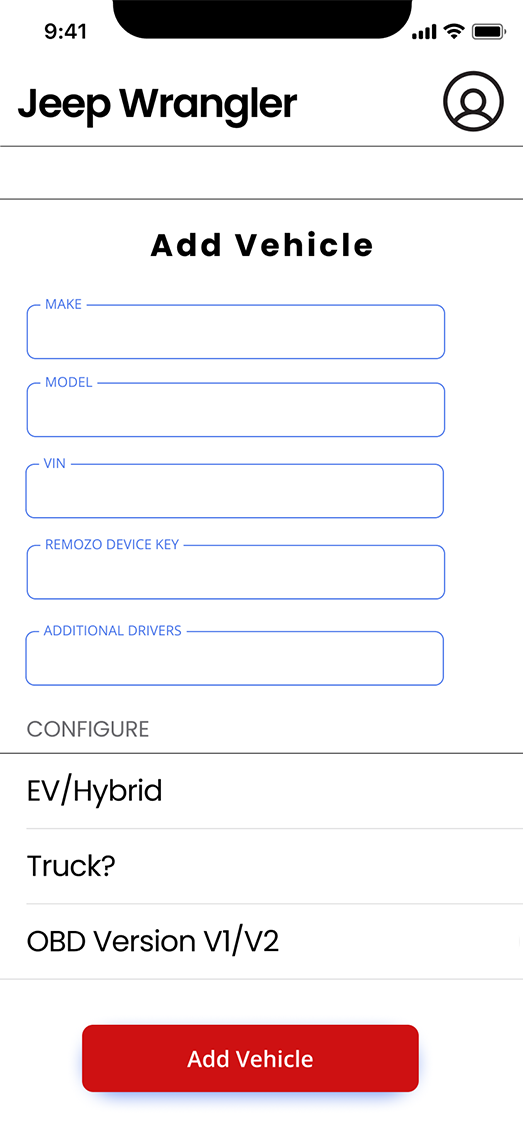 9:41
Jeep Wrangler
Add Vehicle
MAKE
MODEL
VIN
REMOZO DEVICE KEY
ADDITIONAL DRIVERS
CONFIGURE
EV/Hybrid
Truck?
OBD Version V1/V2
Add Vehicle